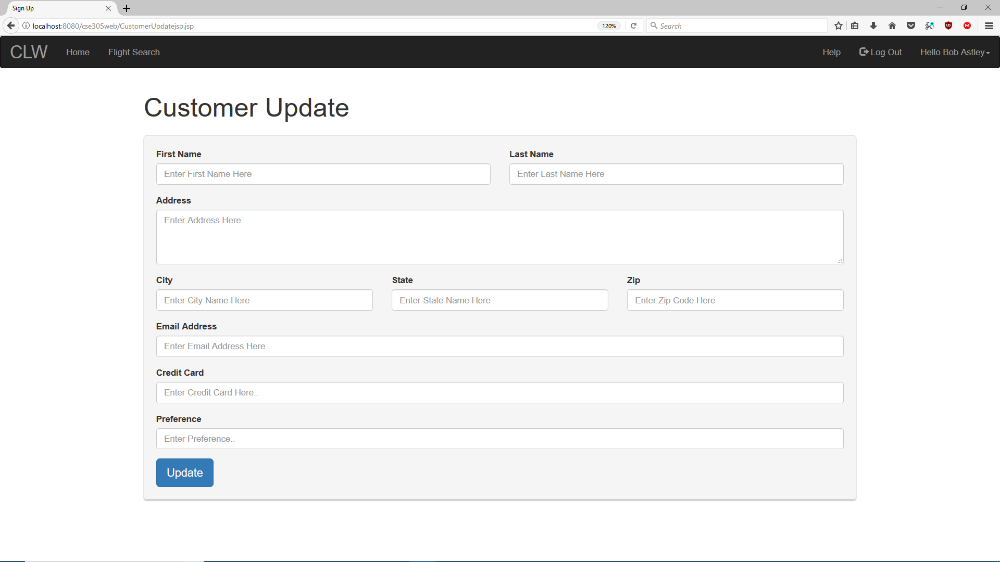 Sign Up
localhost:8080/cse305web/CustomerUpdatejsp.jsp
120%
Search
CLW
Home
Flight Search
Help
Log Out
Hello Bob Astley
Customer Update
First Name
Last Name
Enter First Name Here
Enter Last Name Here
Address
Enter Address Here
City
State
Zip
Enter City Name Here
Enter State Name Here
Enter Zip Code Here
Email Address
Enter Email Address Here..
Credit Card
Enter Credit Card Here..
Preference
Enter Preference..
Update